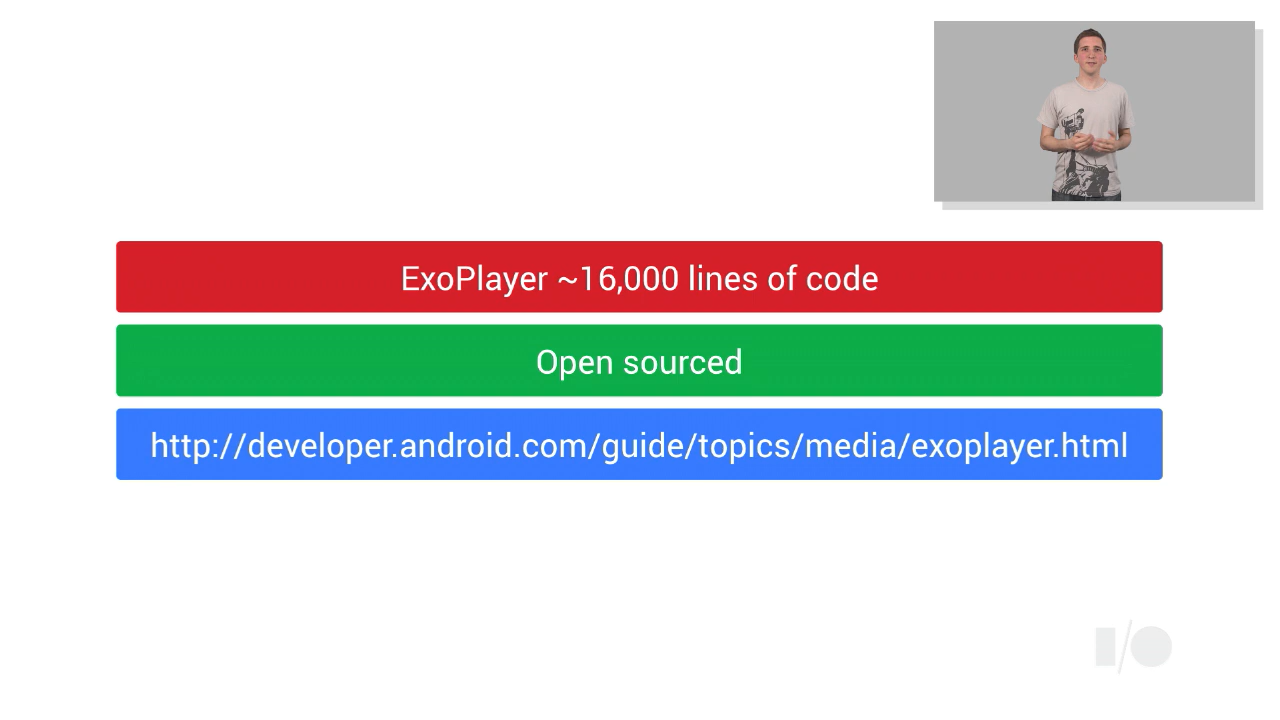 ExoPlayer ~16,000 lines of code
Open sourced
http://developer.android.com/guide/topics/media/exoplayer.html
I/O